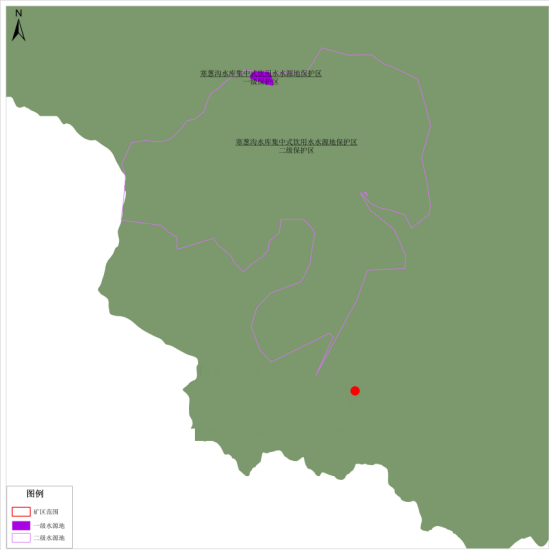 N
塞葱沟水库集中式饮用水水源地保护区
一级保护区
塞葱沟水库集中式饮用水水源地保护区
二级保护区
图例
矿区范围
一级水源地
二级水源地